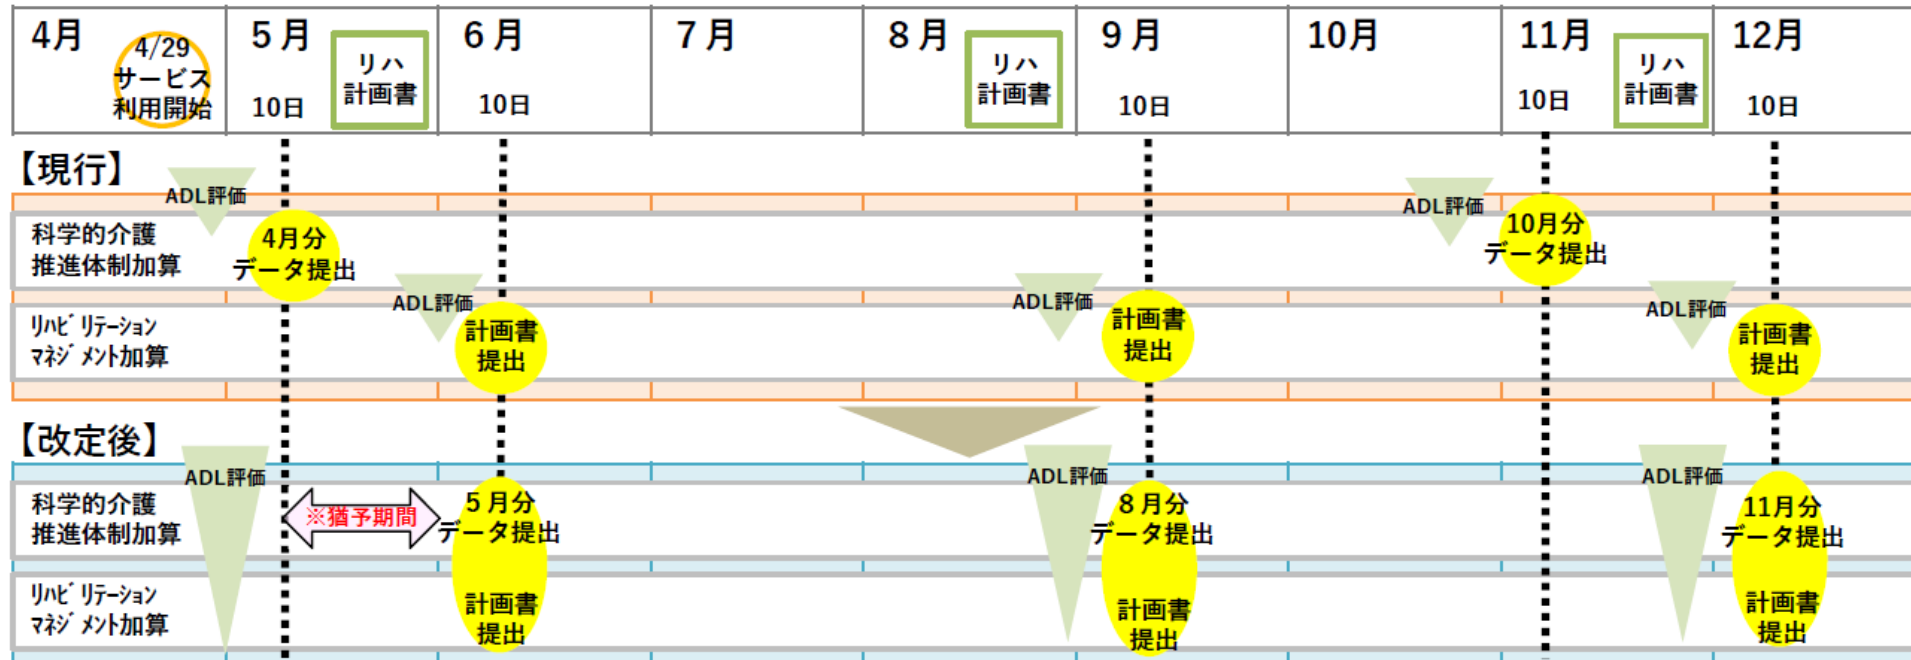 4月
4/29
サービス
利用開始
5月
10日
リハ
計画書
6月
10日
7月
8月
リハ
計画書
9月
10日
10月
11月
10日
リハ
計画書
12月
10日
【現行】
ADL評価
ADL評価
科学的介護
推進体制加算
4月分
データ提出
10月分
データ提出
ADL評価
ADL評価
ADL評価
リハビリテーション
マネジメント加算
計画書
提出
計画書
提出
計画書
提出
【改定後】
ADL評価
ADL評価
ADL評価
科学的介護
推進体制加算
※猶予期間
5月分
データ提出
8月分
データ提出
11月分
データ提出
リハビリテーション
マネジメント加算
計画書
提出
計画書
提出
計画書
提出